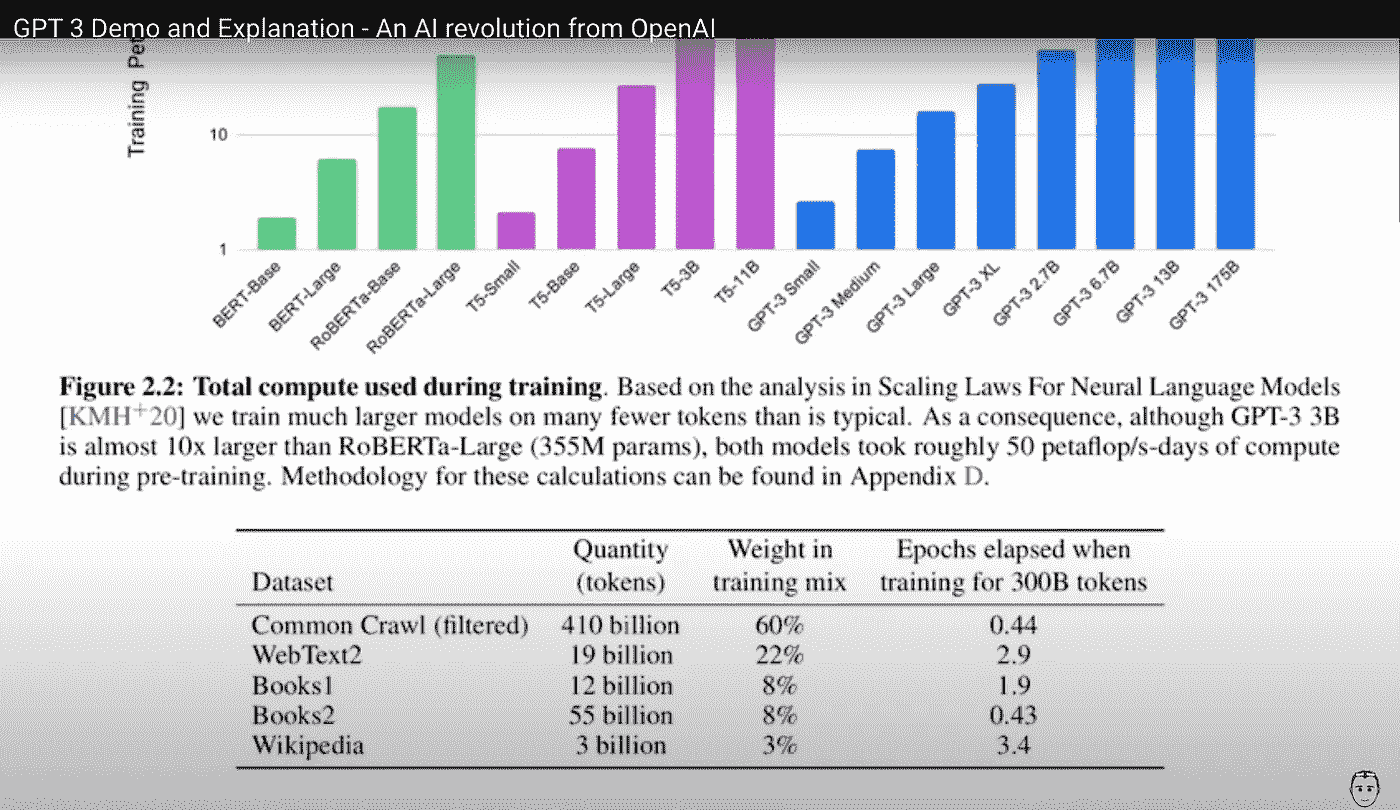 GPT 3 Demo and Explanation - An AI revolution from OpenAI
Training Pet
10
1
BERT-Base
BERT-Large
RoBERTa-Base
RoBERTa-Large
T5-Small
T5-Base
T5-Large
T5-3B
T5-11B
GPT-3 Small
GPT-3 Medium
GPT-3 Large
GPT-3 XL
GPT-3 2.7B
GPT-3 6.7B
GPT-3 13B
GPT-3 175B
Figure 2.2: Total compute used during training. Based on the analysis in Scaling Laws For Neural Language Models
[KMH+20] we train much larger models on many fewer tokens than is typical. As a consequence, although GPT-3 3B
is almost 10x larger than RoBERTa-Large (355M params), both models took roughly 50 petaflop/s-days of compute
during pre-training. Methodology for these calculations can be found in Appendix D.
Quantity Weight in Epochs elapsed when
Dataset (tokens) training mix training for 300B tokens
Common Crawl (filtered) 410 billion 60% 0.44
WebText2 19 billion 22% 2.9
Books1 12 billion 8% 1.9
Books2 55 billion 8% 0.43
Wikipedia 3 billion 3% 3.4